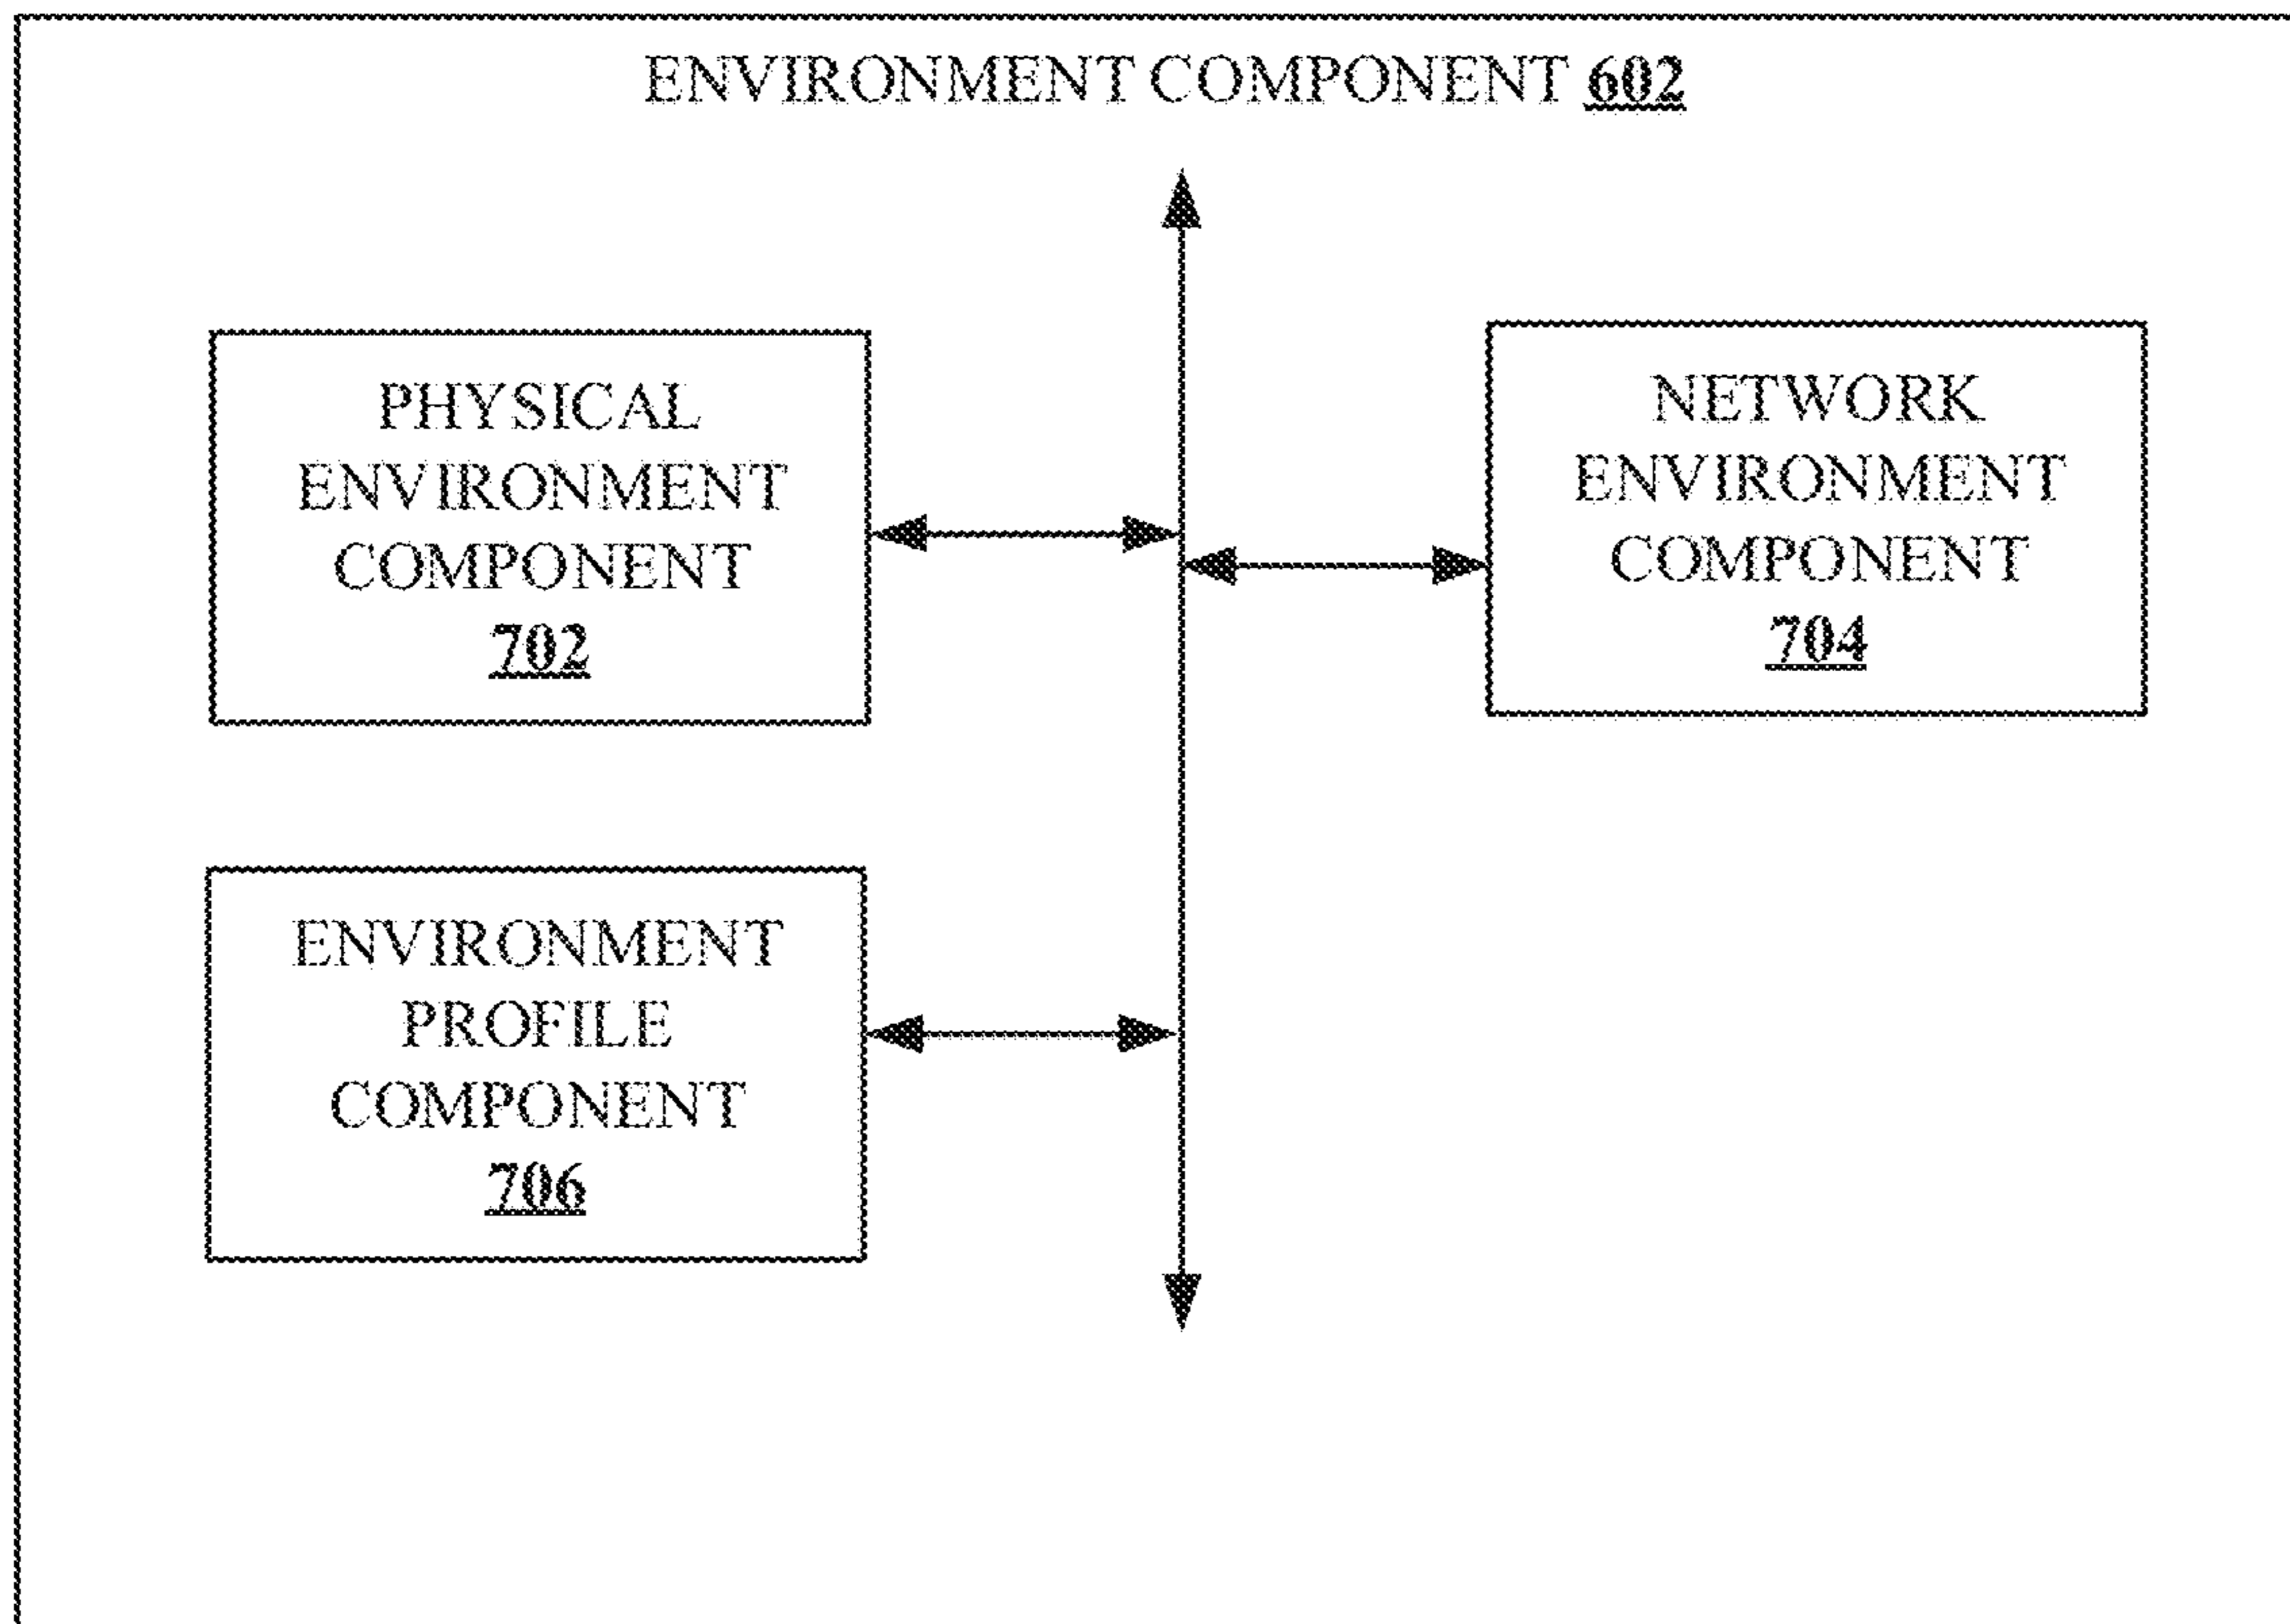 ENVIRONMENT COMPONENT 602
PHYSICAL
ENVIRONMENT
COMPONENT
702
NETWORK
ENVIRONMENT
COMPONENT
704
ENVIRONMENT
PROFILE
COMPONENT
706